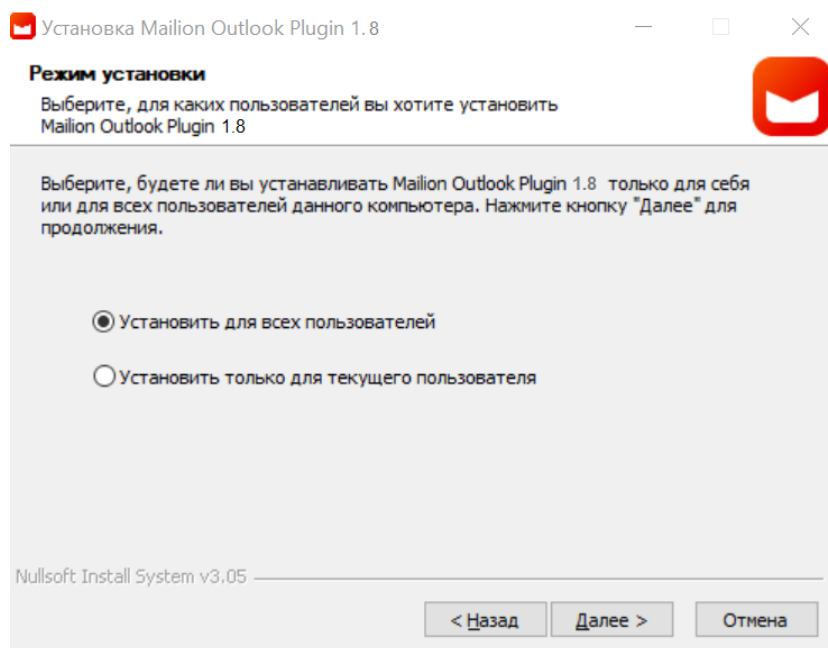 Установка Mailion Outlook Plugin 1.8
Режим установки
Выберите, для каких пользователей вы хотите установить
Mailion Outlook Plugin 1.8
Выберите, будете ли вы устанавливать Mailion Outlook Plugin 1.8 только для себя
или для всех пользователей данного компьютера. Нажмите кнопку "Далее" для
продолжения.
Установить для всех пользователей
Установить только для текущего пользователя
Nullsoft Install System v3.05
< Назад Далее > Отмена